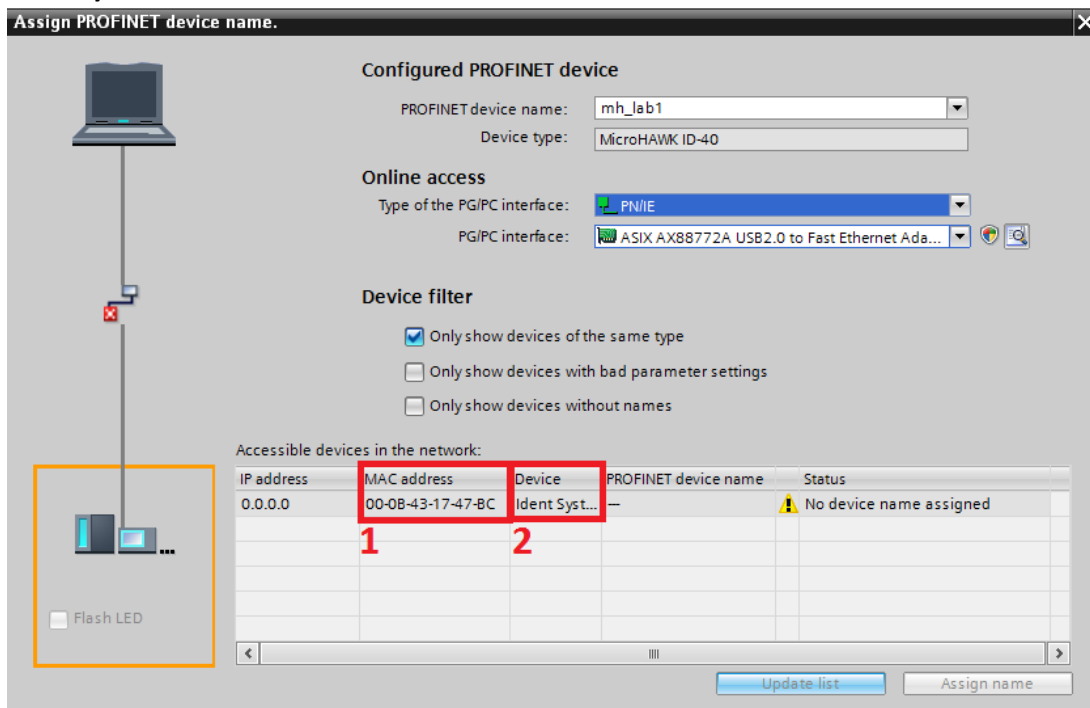 Assign PROFINET device name.
Configured PROFINET device
PROFINET device name: mh_lab1
Device type: MicroHAWK ID-40
Online access
Type of the PG/PC interface: PN/IE
PG/PC interface: ASIX AX88772A USB2.0 to Fast Ethernet Ada...
Device filter
Only show devices of the same type
Only show devices with bad parameter settings
Only show devices without names
Accessible devices in the network:
IP address MAC address Device PROFINET device name Status
0.0.0.0 00-0B-43-17-47-BC Ident Syst... — No device name assigned
1 2
...
Flash LED
Update list Assign name